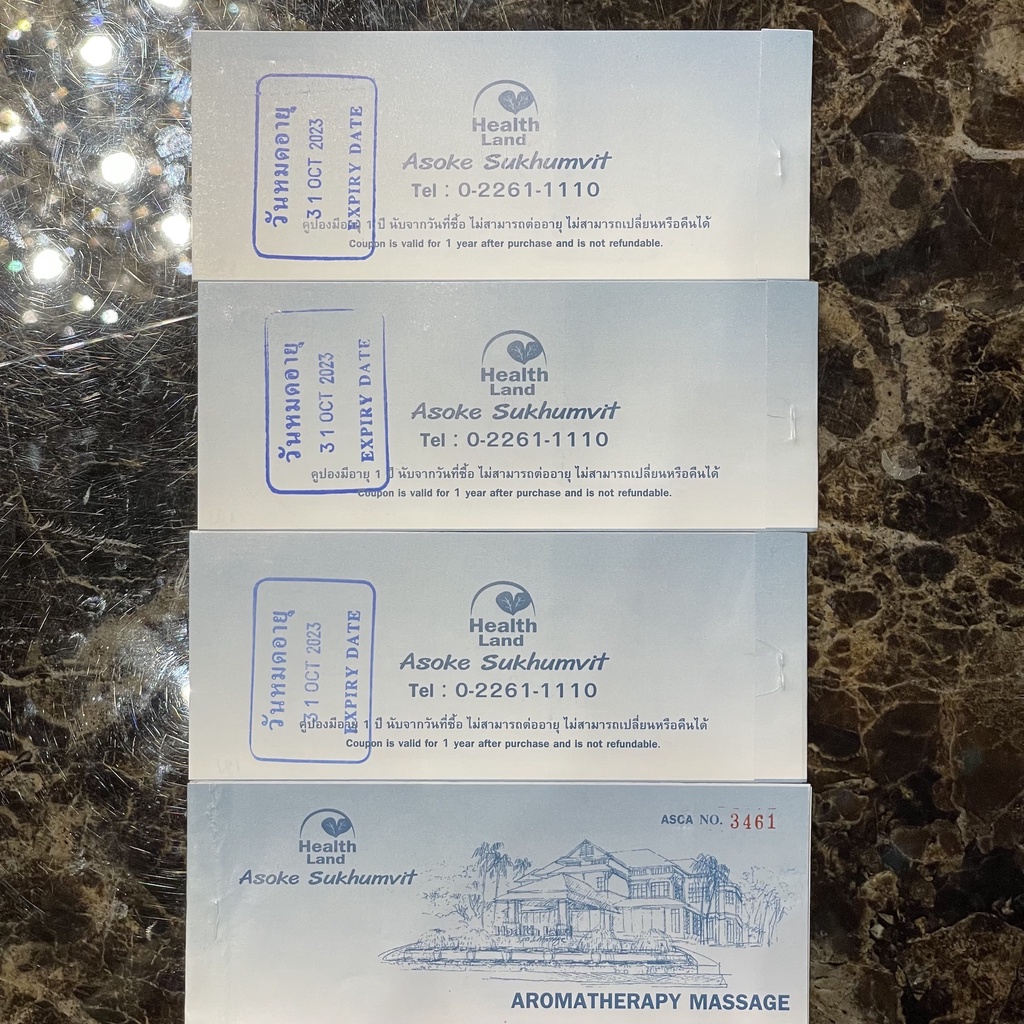 วันหมดอายุ
31 OCT 2023
EXPIRY DATE
Health
Land
Asoke Sukhumvit
Tel : 0-2261-1110
คูปองมีอายุ 1 ปี นับจากวันที่ซื้อ ไม่สามารถต่ออายุ ไม่สามารถเปลี่ยนหรือคืนได้
Coupon is valid for 1 year after purchase and is not refundable.
วันหมดอายุ
31 OCT 2023
EXPIRY DATE
Health
Land
Asoke Sukhumvit
Tel : 0-2261-1110
คูปองมีอายุ 1 ปี นับจากวันที่ซื้อ ไม่สามารถต่ออายุ ไม่สามารถเปลี่ยนหรือคืนได้
Coupon is valid for 1 year after purchase and is not refundable.
วันหมดอายุ
31 OCT 2023
EXPIRY DATE
Health
Land
Asoke Sukhumvit
Tel : 0-2261-1110
คูปองมีอายุ 1 ปี นับจากวันที่ซื้อ ไม่สามารถต่ออายุ ไม่สามารถเปลี่ยนหรือคืนได้
Coupon is valid for 1 year after purchase and is not refundable.
Health
Land
Asoke Sukhumvit
ASCA NO. 3461
Health Land
AROMATHERAPY MASSAGE